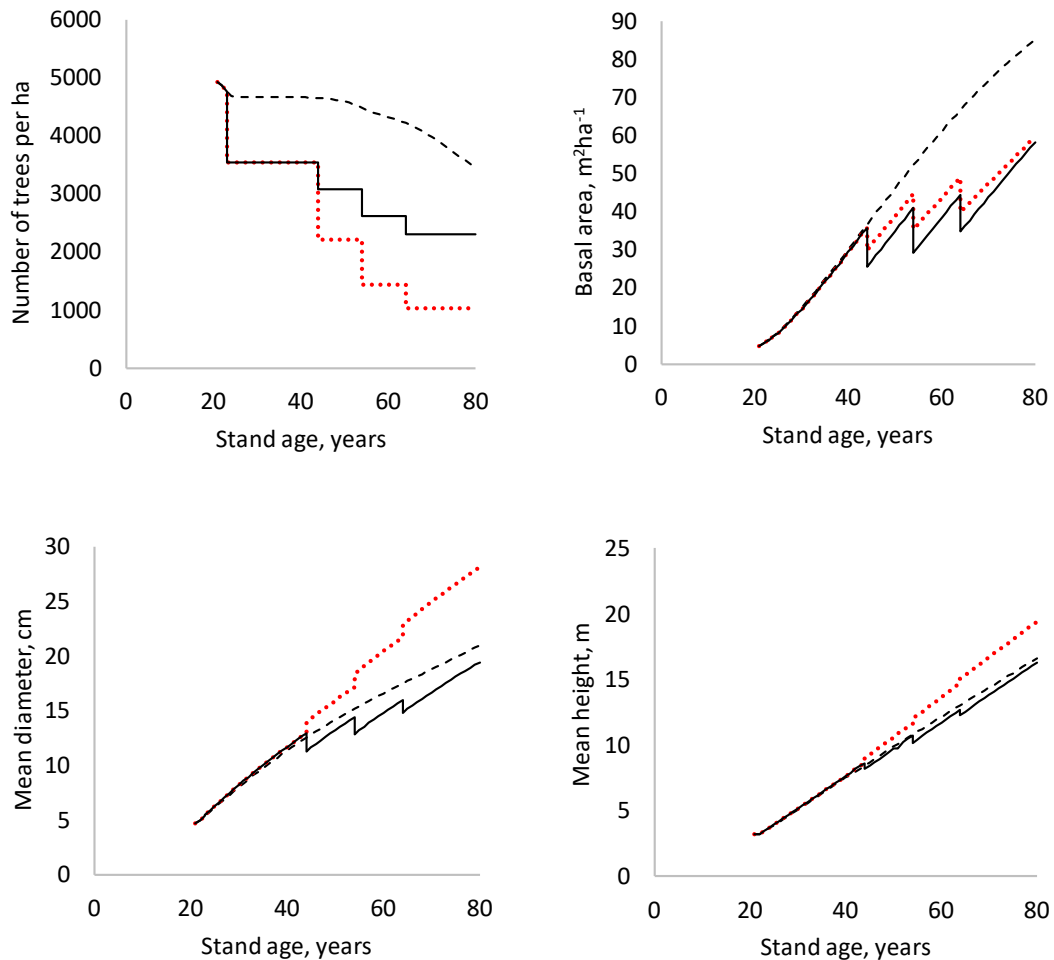 Number of trees per ha
6000
5000
4000
3000
2000
1000
0
0 20 40 60 80
Stand age, years
Basal area, m²ha⁻¹
90
80
70
60
50
40
30
20
10
0
0 20 40 60 80
Stand age, years
Mean diameter, cm
30
25
20
15
10
5
0
0 20 40 60 80
Stand age, years
Mean height, m
25
20
15
10
5
0
0 20 40 60 80
Stand age, years